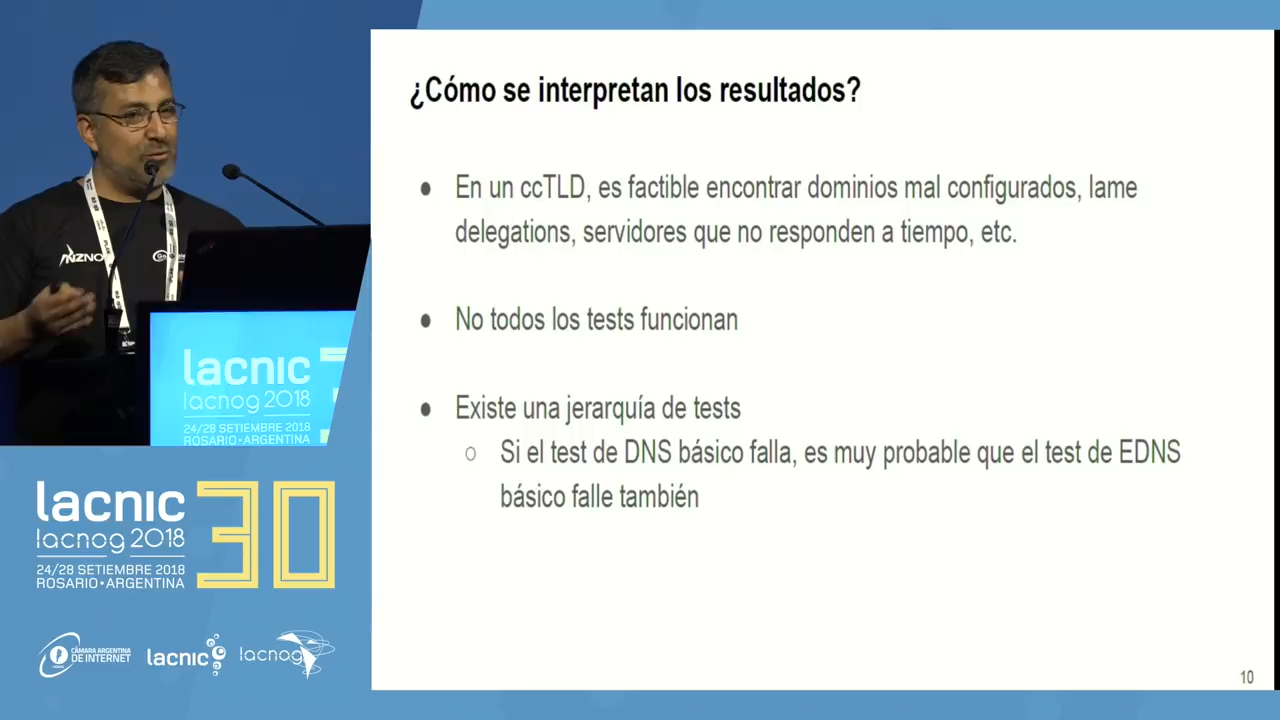 ¿Cómo se interpretan los resultados?
● En un ccTLD, es factible encontrar dominios mal configurados, lame
delegations, servidores que no responden a tiempo, etc.
● No todos los tests funcionan
● Existe una jerarquía de tests
○ Si el test de DNS básico falla, es muy probable que el test de EDNS
básico falle también
10
lacnic
lacnog 2018
24/28 SETIEMBRE 2018
ROSARIO-ARGENTINA
lacnic 30
lacnog 2018
24/28 SETIEMBRE 2018
ROSARIO•ARGENTINA
CÁMARA ARGENTINA
DE INTERNET
lacnic
lacnog